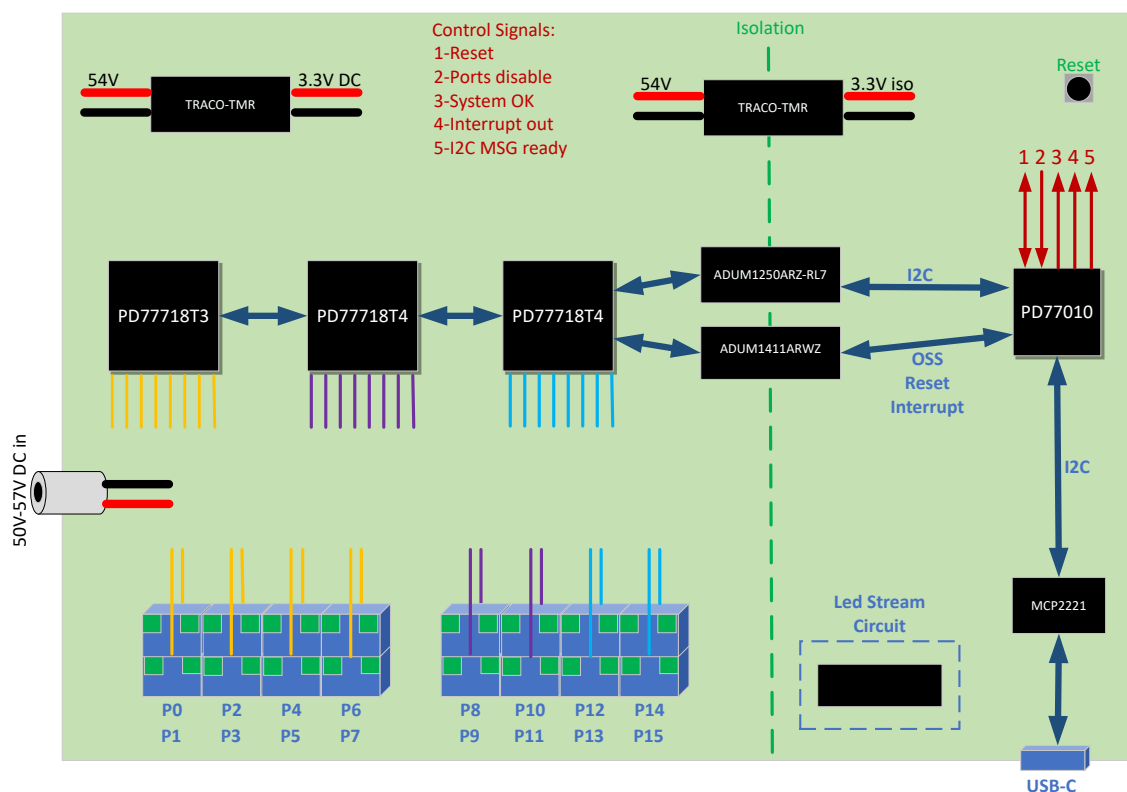 Control Signals:
1-Reset
2-Ports disable
3-System OK
4-Interrupt out
5-I2C MSG ready
Isolation
Reset
54V
3.3V DC
TRACO-TMR
54V
3.3V iso
TRACO-TMR
1 2 3 4 5
PD77718T3
PD77718T4
PD77718T4
ADUM1250ARZ-RL7
ADUM1411ARWZ
I2C
OSS
Reset
Interrupt
PD77010
50V-57V DC in
I2C
MCP2221
Led Stream
Circuit
P0 P2 P4 P6
P1 P3 P5 P7
P8 P10 P12 P14
P9 P11 P13 P15
USB-C